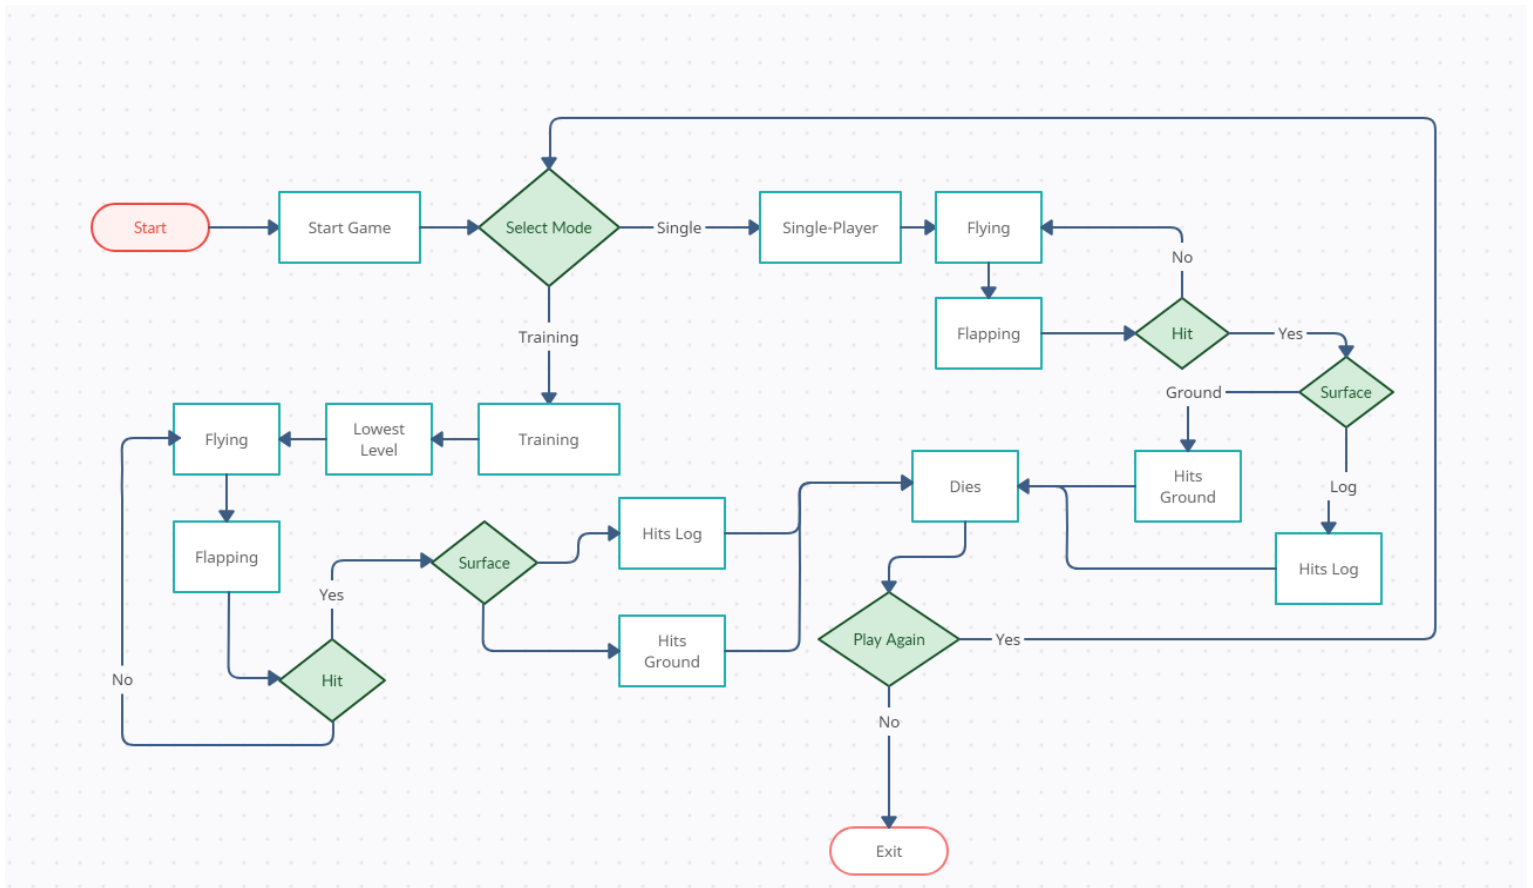 Start
Start Game
Select Mode
Single
Single-Player
Flying
No
Training
Flapping
Hit
Yes
Surface
Ground
Flying
Lowest
Level
Training
Hits
Ground
Dies
Log
Hits Log
Flapping
Surface
Hits Log
Yes
Hits
Ground
Play Again
Yes
No
Hit
No
Exit